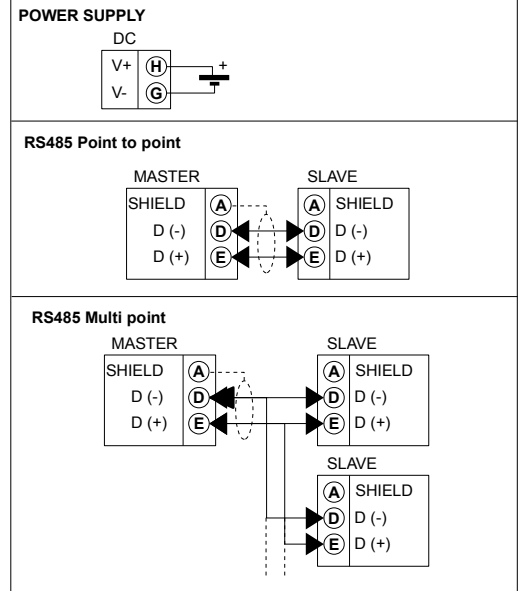 POWER SUPPLY
DC
V+ H +
V- G
RS485 Point to point
MASTER SLAVE
SHIELD A A SHIELD
D (-) D D D (-)
D (+) E E D (+)
RS485 Multi point
MASTER SLAVE
SHIELD A A SHIELD
D (-) D D D (-)
D (+) E E D (+)
SLAVE
A SHIELD
D D (-)
E D (+)